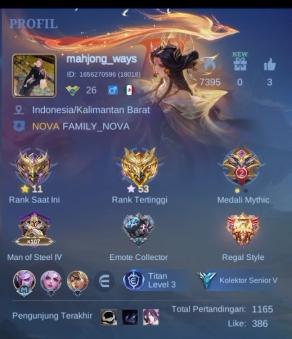 PROFIL
mahjong_ways
ID: 1656270596 (18018)
NEW
26
7395 0 3
Indonesia/Kalimantan Barat
NOVA FAMILY_NOVA
11 53 2
Rank Saat Ini Rank Tertinggi Medali Mythic
×107
Man of Steel IV Emote Collector Regal Style
Titan
Level 3
Kolektor Senior V
Pengunjung Terakhir
Total Pertandingan: 1165
Like: 386